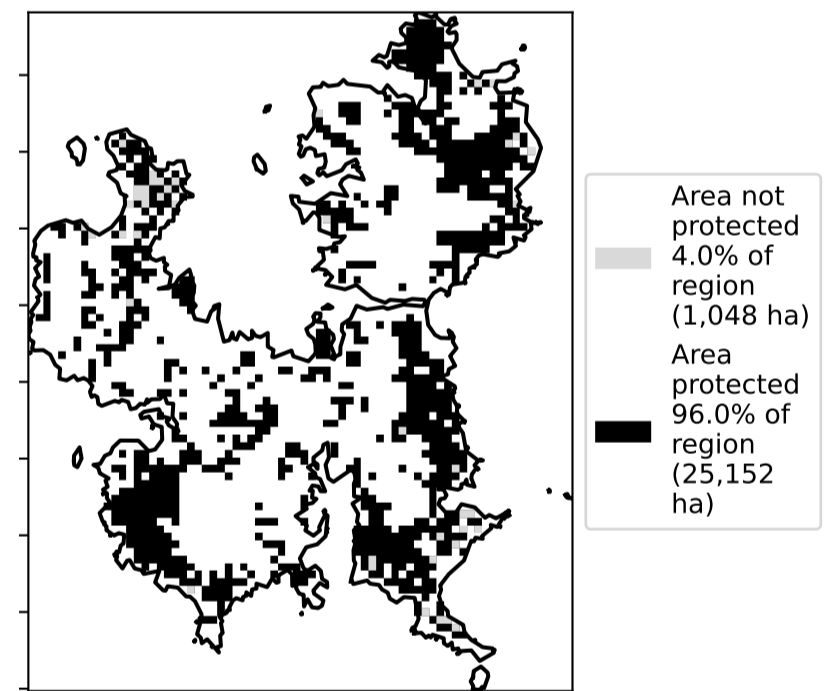 Area not
protected
4.0% of
region
(1,048 ha)
Area
protected
96.0% of
region
(25,152
ha)